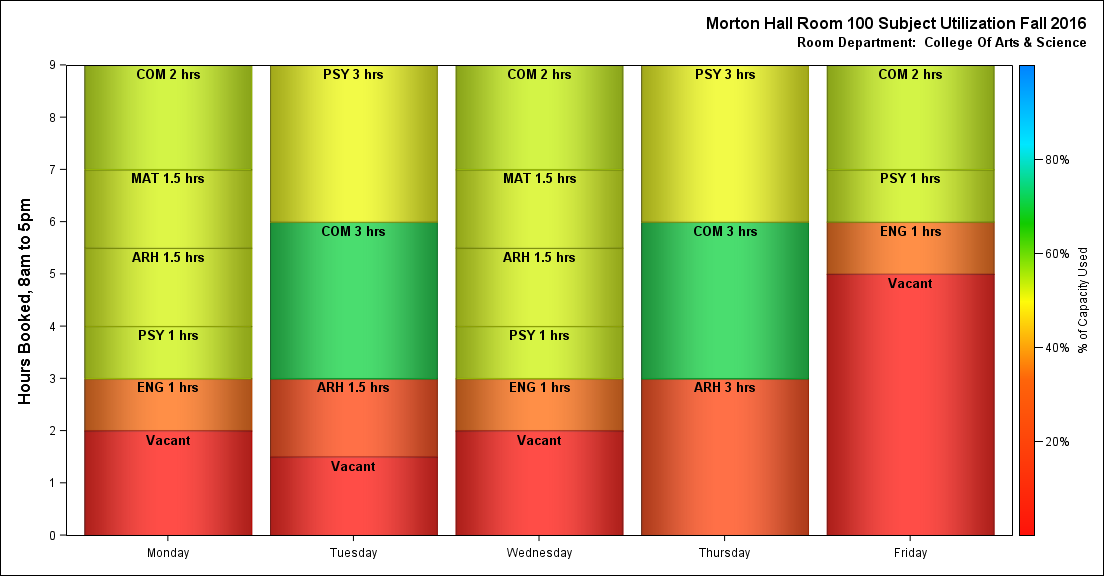 Morton Hall Room 100 Subject Utilization Fall 2016
Room Department:  College Of Arts & Science
Hours Booked, 8am to 5pm
9
8
7
6
5
4
3
2
1
0
COM 2 hrs
MAT 1.5 hrs
ARH 1.5 hrs
PSY 1 hrs
ENG 1 hrs
Vacant
Monday
PSY 3 hrs
COM 3 hrs
ARH 1.5 hrs
Vacant
Tuesday
COM 2 hrs
MAT 1.5 hrs
ARH 1.5 hrs
PSY 1 hrs
ENG 1 hrs
Vacant
Wednesday
PSY 3 hrs
COM 3 hrs
ARH 3 hrs
Thursday
COM 2 hrs
PSY 1 hrs
ENG 1 hrs
Vacant
Friday
80%
60%
40%
20%
% of Capacity Used